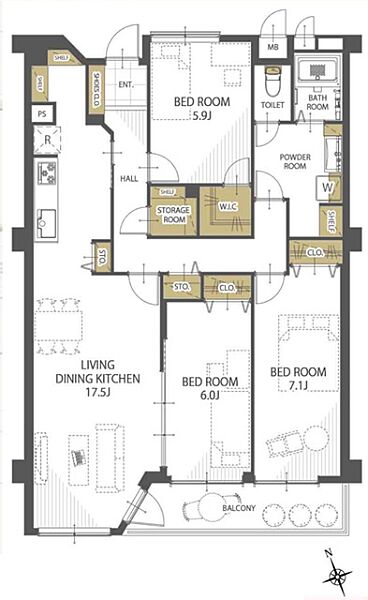 SHELF
SHELF
SHOES CLO.
ENT.
MB
PS
R
BED ROOM
5.9J
TOILET
BATH
ROOM
POWDER
ROOM
HALL
SHELF
STORAGE
ROOM
W.I.C
W
SHELF
STO.
CLO.
STO.
CLO.
LIVING
DINING KITCHEN
17.5J
BED ROOM
6.0J
BED ROOM
7.1J
BALCONY
N